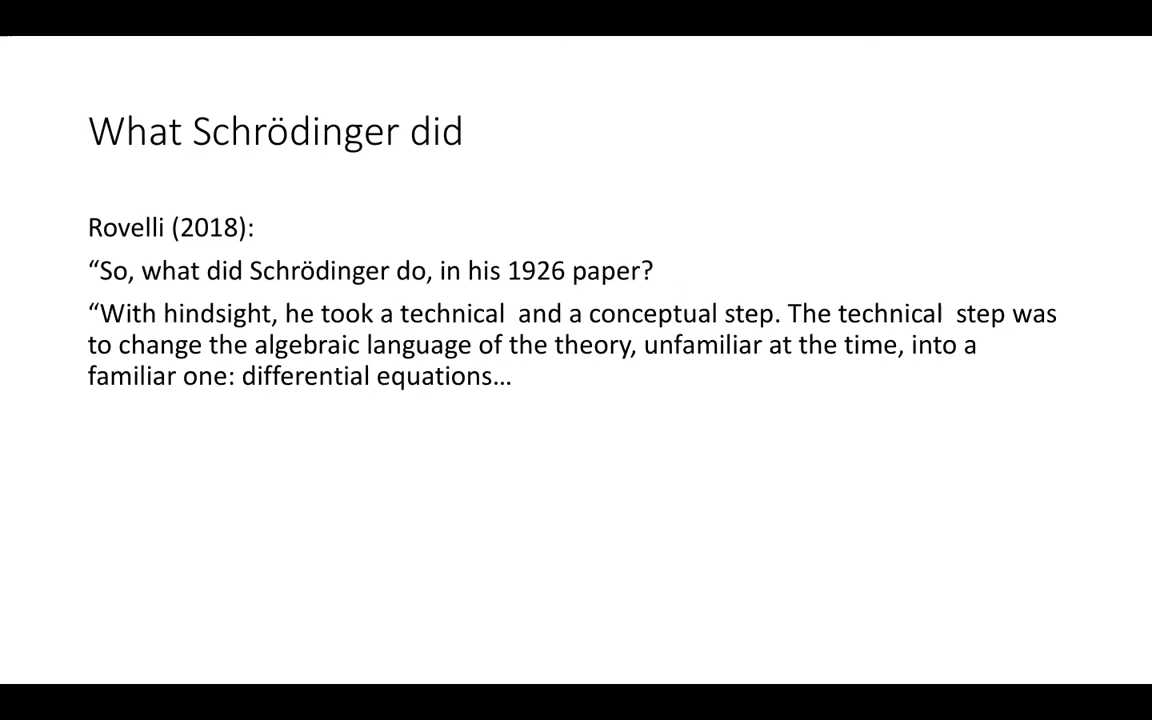 What Schrödinger did
Rovelli (2018):
“So, what did Schrödinger do, in his 1926 paper?
“With hindsight, he took a technical  and a conceptual step. The technical  step was
to change the algebraic language of the theory, unfamiliar at the time, into a
familiar one: differential equations…